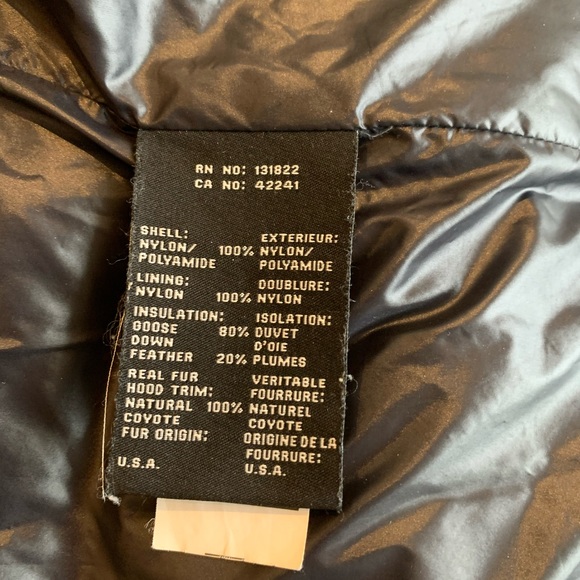 RN NO: 131822
CA NO: 42241
SHELL: EXTERIEUR:
NYLON/ 100% NYLON/
POLYAMIDE POLYAMIDE
LINING: DOUBLURE:
NYLON 100% NYLON
INSULATION: ISOLATION:
GOOSE 80% DUVET
DOWN D'OIE
FEATHER 20% PLUMES
REAL FUR VERITABLE
HOOD TRIM: FOURRURE:
NATURAL 100% NATUREL
COYOTE COYOTE
FUR ORIGIN: ORIGINE DE LA
FOURRURE:
U.S.A. U.S.A.